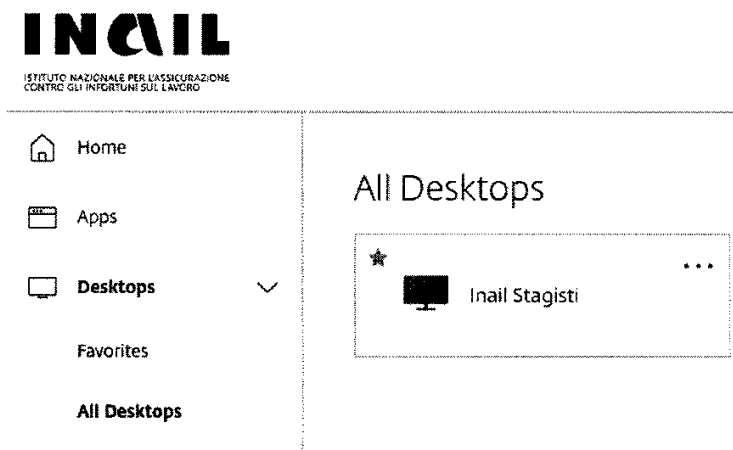 INAIL
ISTITUTO NAZIONALE PER L'ASSICURAZIONE
CONTRO GLI INFORTUNI SUL LAVORO
Home
Apps
Desktops
Favorites
All Desktops
All Desktops
Inail Stagisti